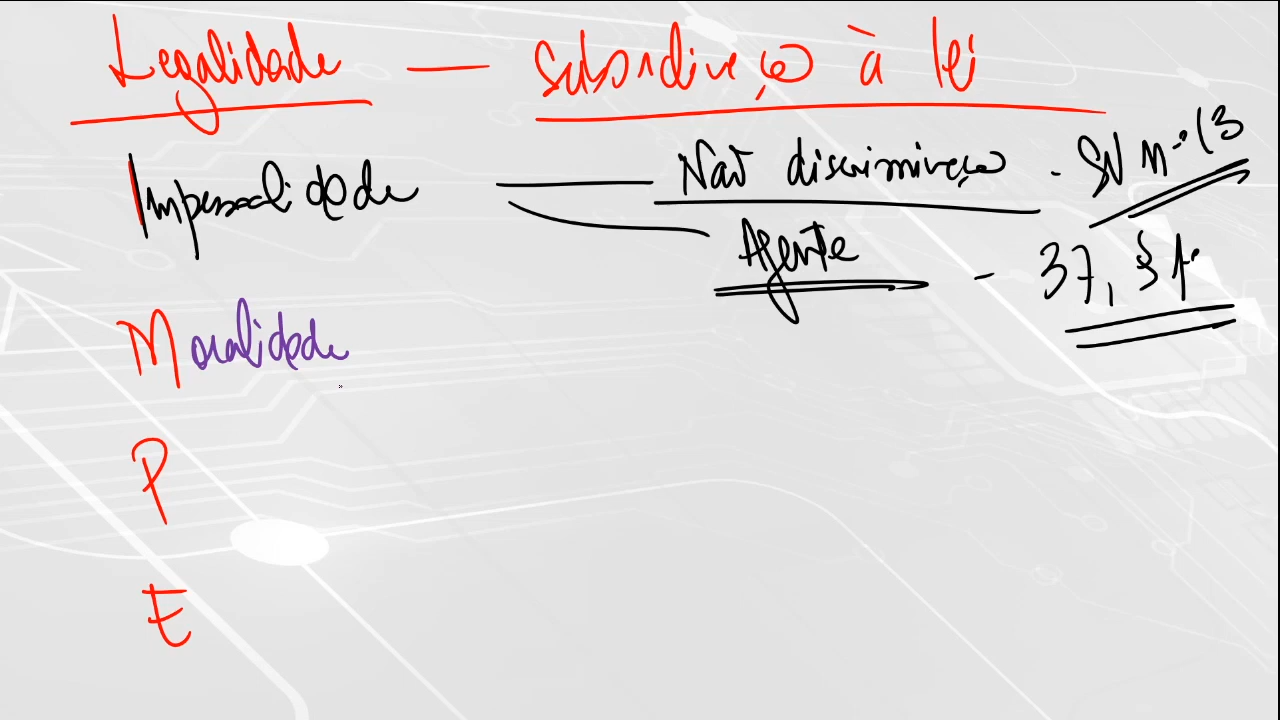 Legalidade — subordinação à lei
Impessoalidade — Não discriminação - SV nº 13
Agente - 37, § 1º
Moralidade
P
E